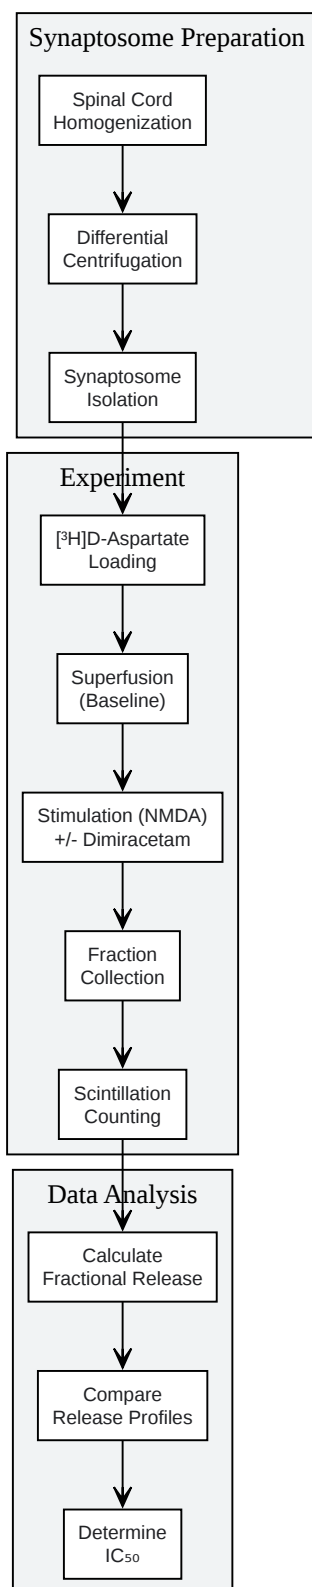 Synaptosome Preparation
Spinal Cord
Homogenization
Differential
Centrifugation
Synaptosome
Isolation
Experiment
[³H]D-Aspartate
Loading
Superfusion
(Baseline)
Stimulation (NMDA)
+/- Dimiracetam
Fraction
Collection
Scintillation
Counting
Data Analysis
Calculate
Fractional Release
Compare
Release Profiles
Determine
IC₅₀